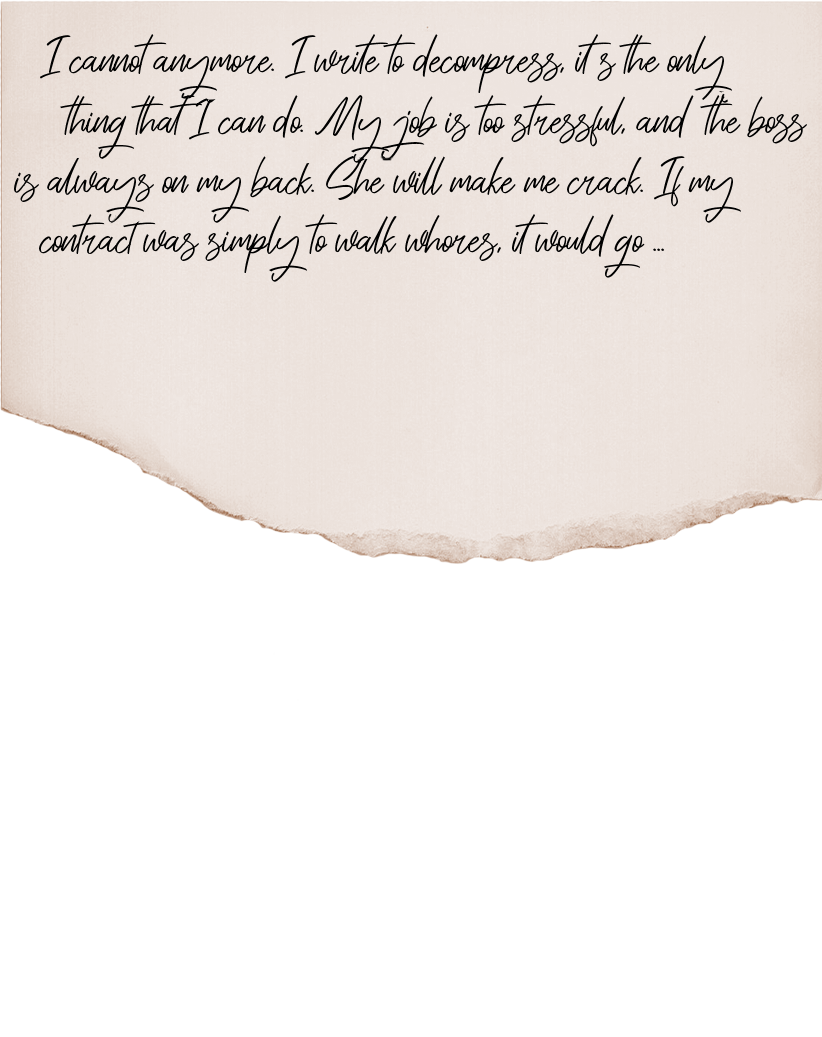 I cannot anymore. I write to decompress, it s the only
thing that I can do. My job is too stressful, and the boss
is always on my back. She will make me crack. If my
contract was simply to walk whores, it would go ...